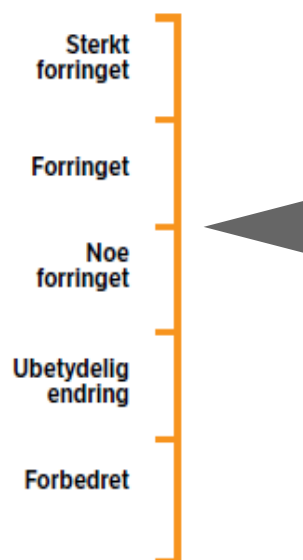 Sterkt
forringet
Forringet
Noe
forringet
Ubetydelig
endring
Forbedret